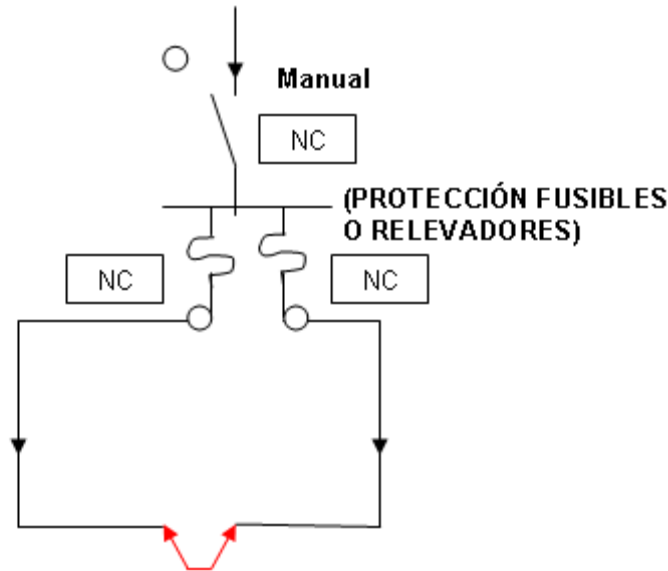 Manual
NC
(PROTECCIÓN FUSIBLES
O RELEVADORES)
NC
NC